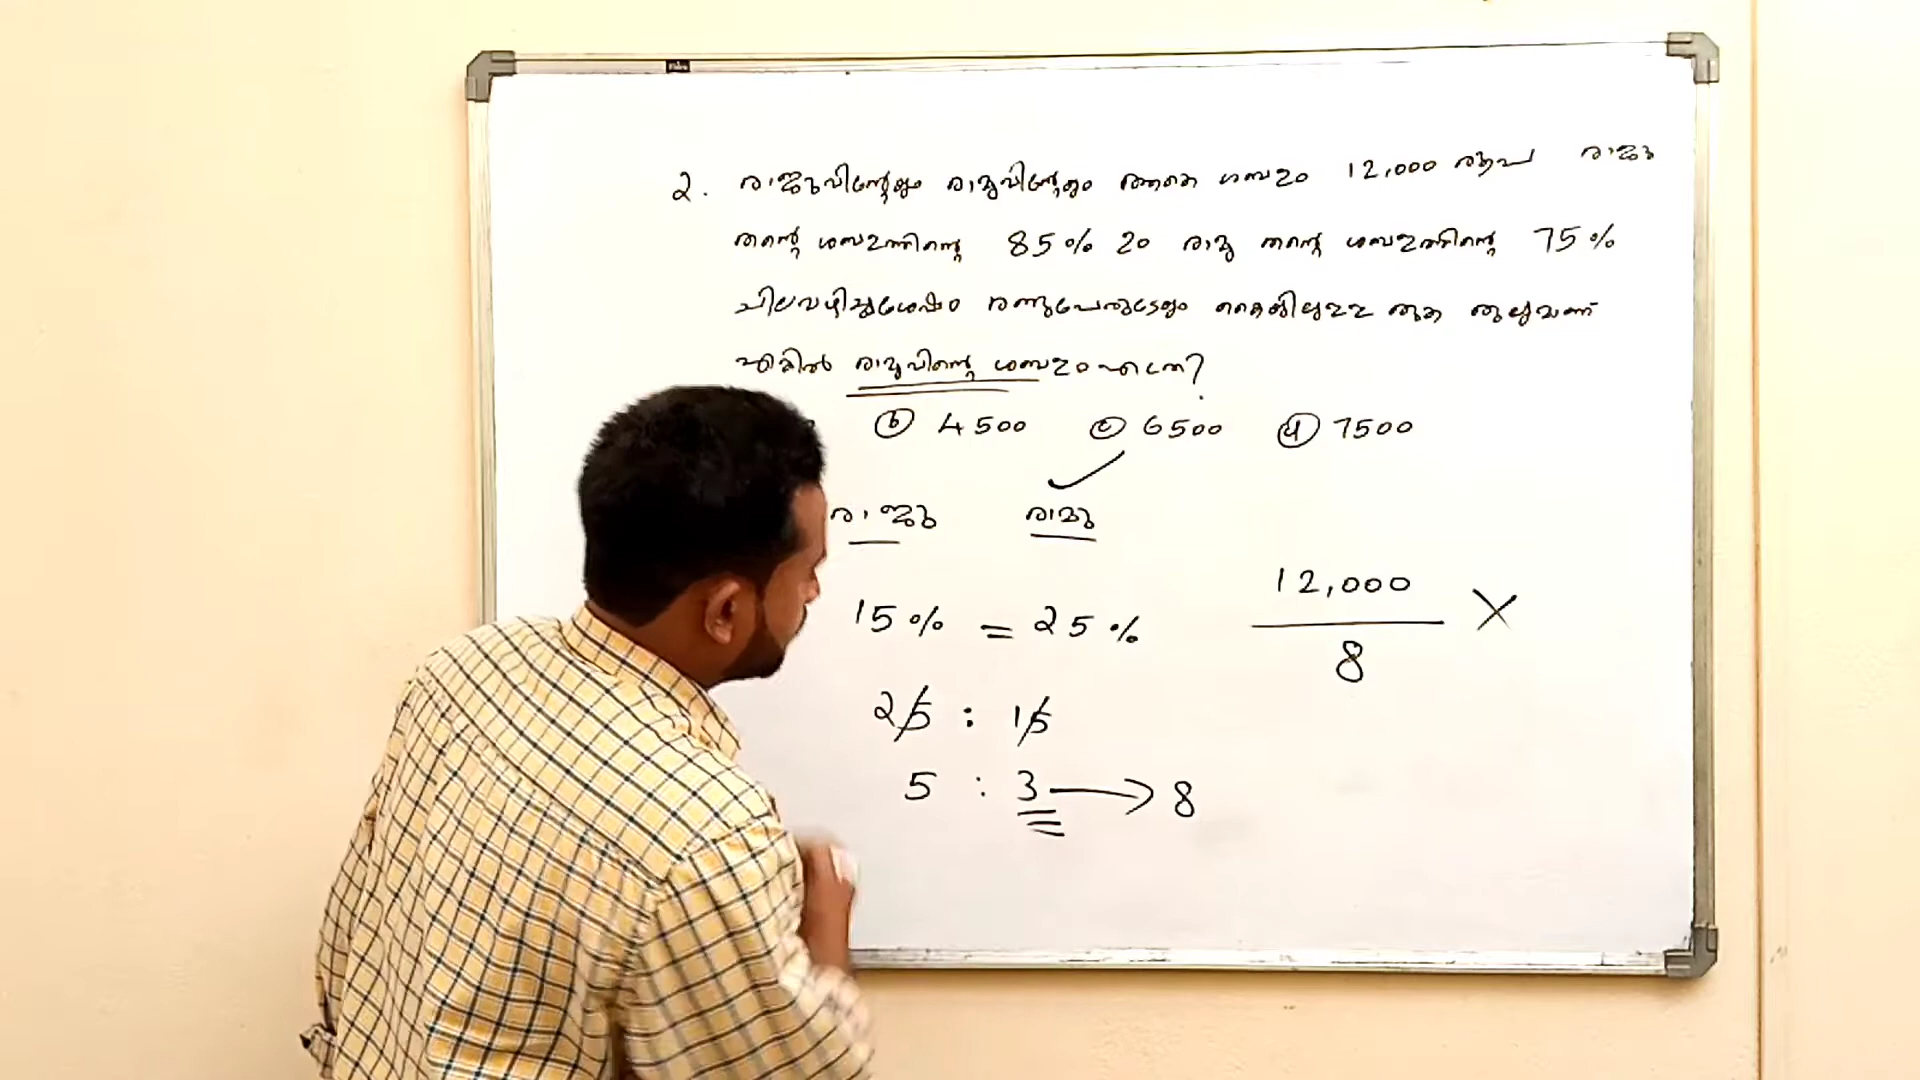 2. രാജുവിന്റേയും രാമുവിന്റേയും ആകെ ശമ്പളം 12,000 രൂപ രാജു
തന്റെ ശമ്പളത്തിന്റെ 85% ഉം രാമു തന്റെ ശമ്പളത്തിന്റെ 75%
ചിലവഴിച്ചശേഷം രണ്ടുപേരുടേയും കൈയ്യിലുള്ള തുക തുല്യമാണ്
എങ്കിൽ രാമുവിന്റെ ശമ്പളം എത്ര?
b 4500 c 6500 d 7500
രാജു രാമു
15% = 25%
12,000
8 ×
25 : 15
5 : 3 → 8